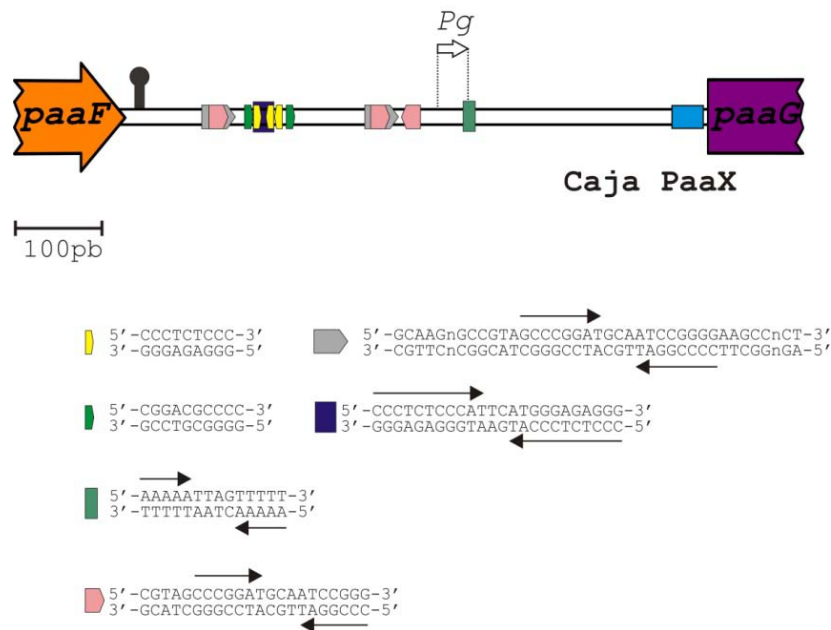 Pg
paaF
paaG
Caja PaaX
100pb
5’-CCCTCTCCC-3’
3’-GGGAGAGGG-5’
5’-GCAAGnGCCGTAGCCCGGATGCAATCCGGGGAAGCCnCT-3’
3’-CGTTCnCGGCATCGGGCCTACGTTAGGCCCCTTCGGnGA-5’
5’-CGGACGCCCC-3’
3’-GCCTGCGGGG-5’
5’-CCCTCTCCCATTCATGGGAGAGGG-3’
3’-GGGAGAGGGTAAGTACCCTCTCCC-5’
5’-AAAAATTAGTTTTT-3’
3’-TTTTTAATCAAAAA-5’
5’-CGTAGCCCGGATGCAATCCGGG-3’
3’-GCATCGGGCCTACGTTAGGCCC-5’